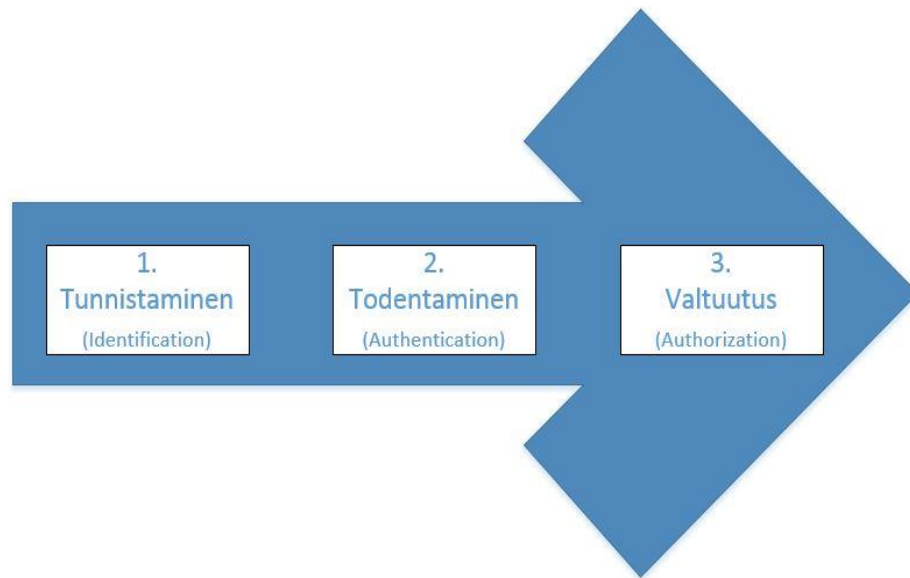 1.
Tunnistaminen
(Identification)
2.
Todentaminen
(Authentication)
3.
Valtuutus
(Authorization)